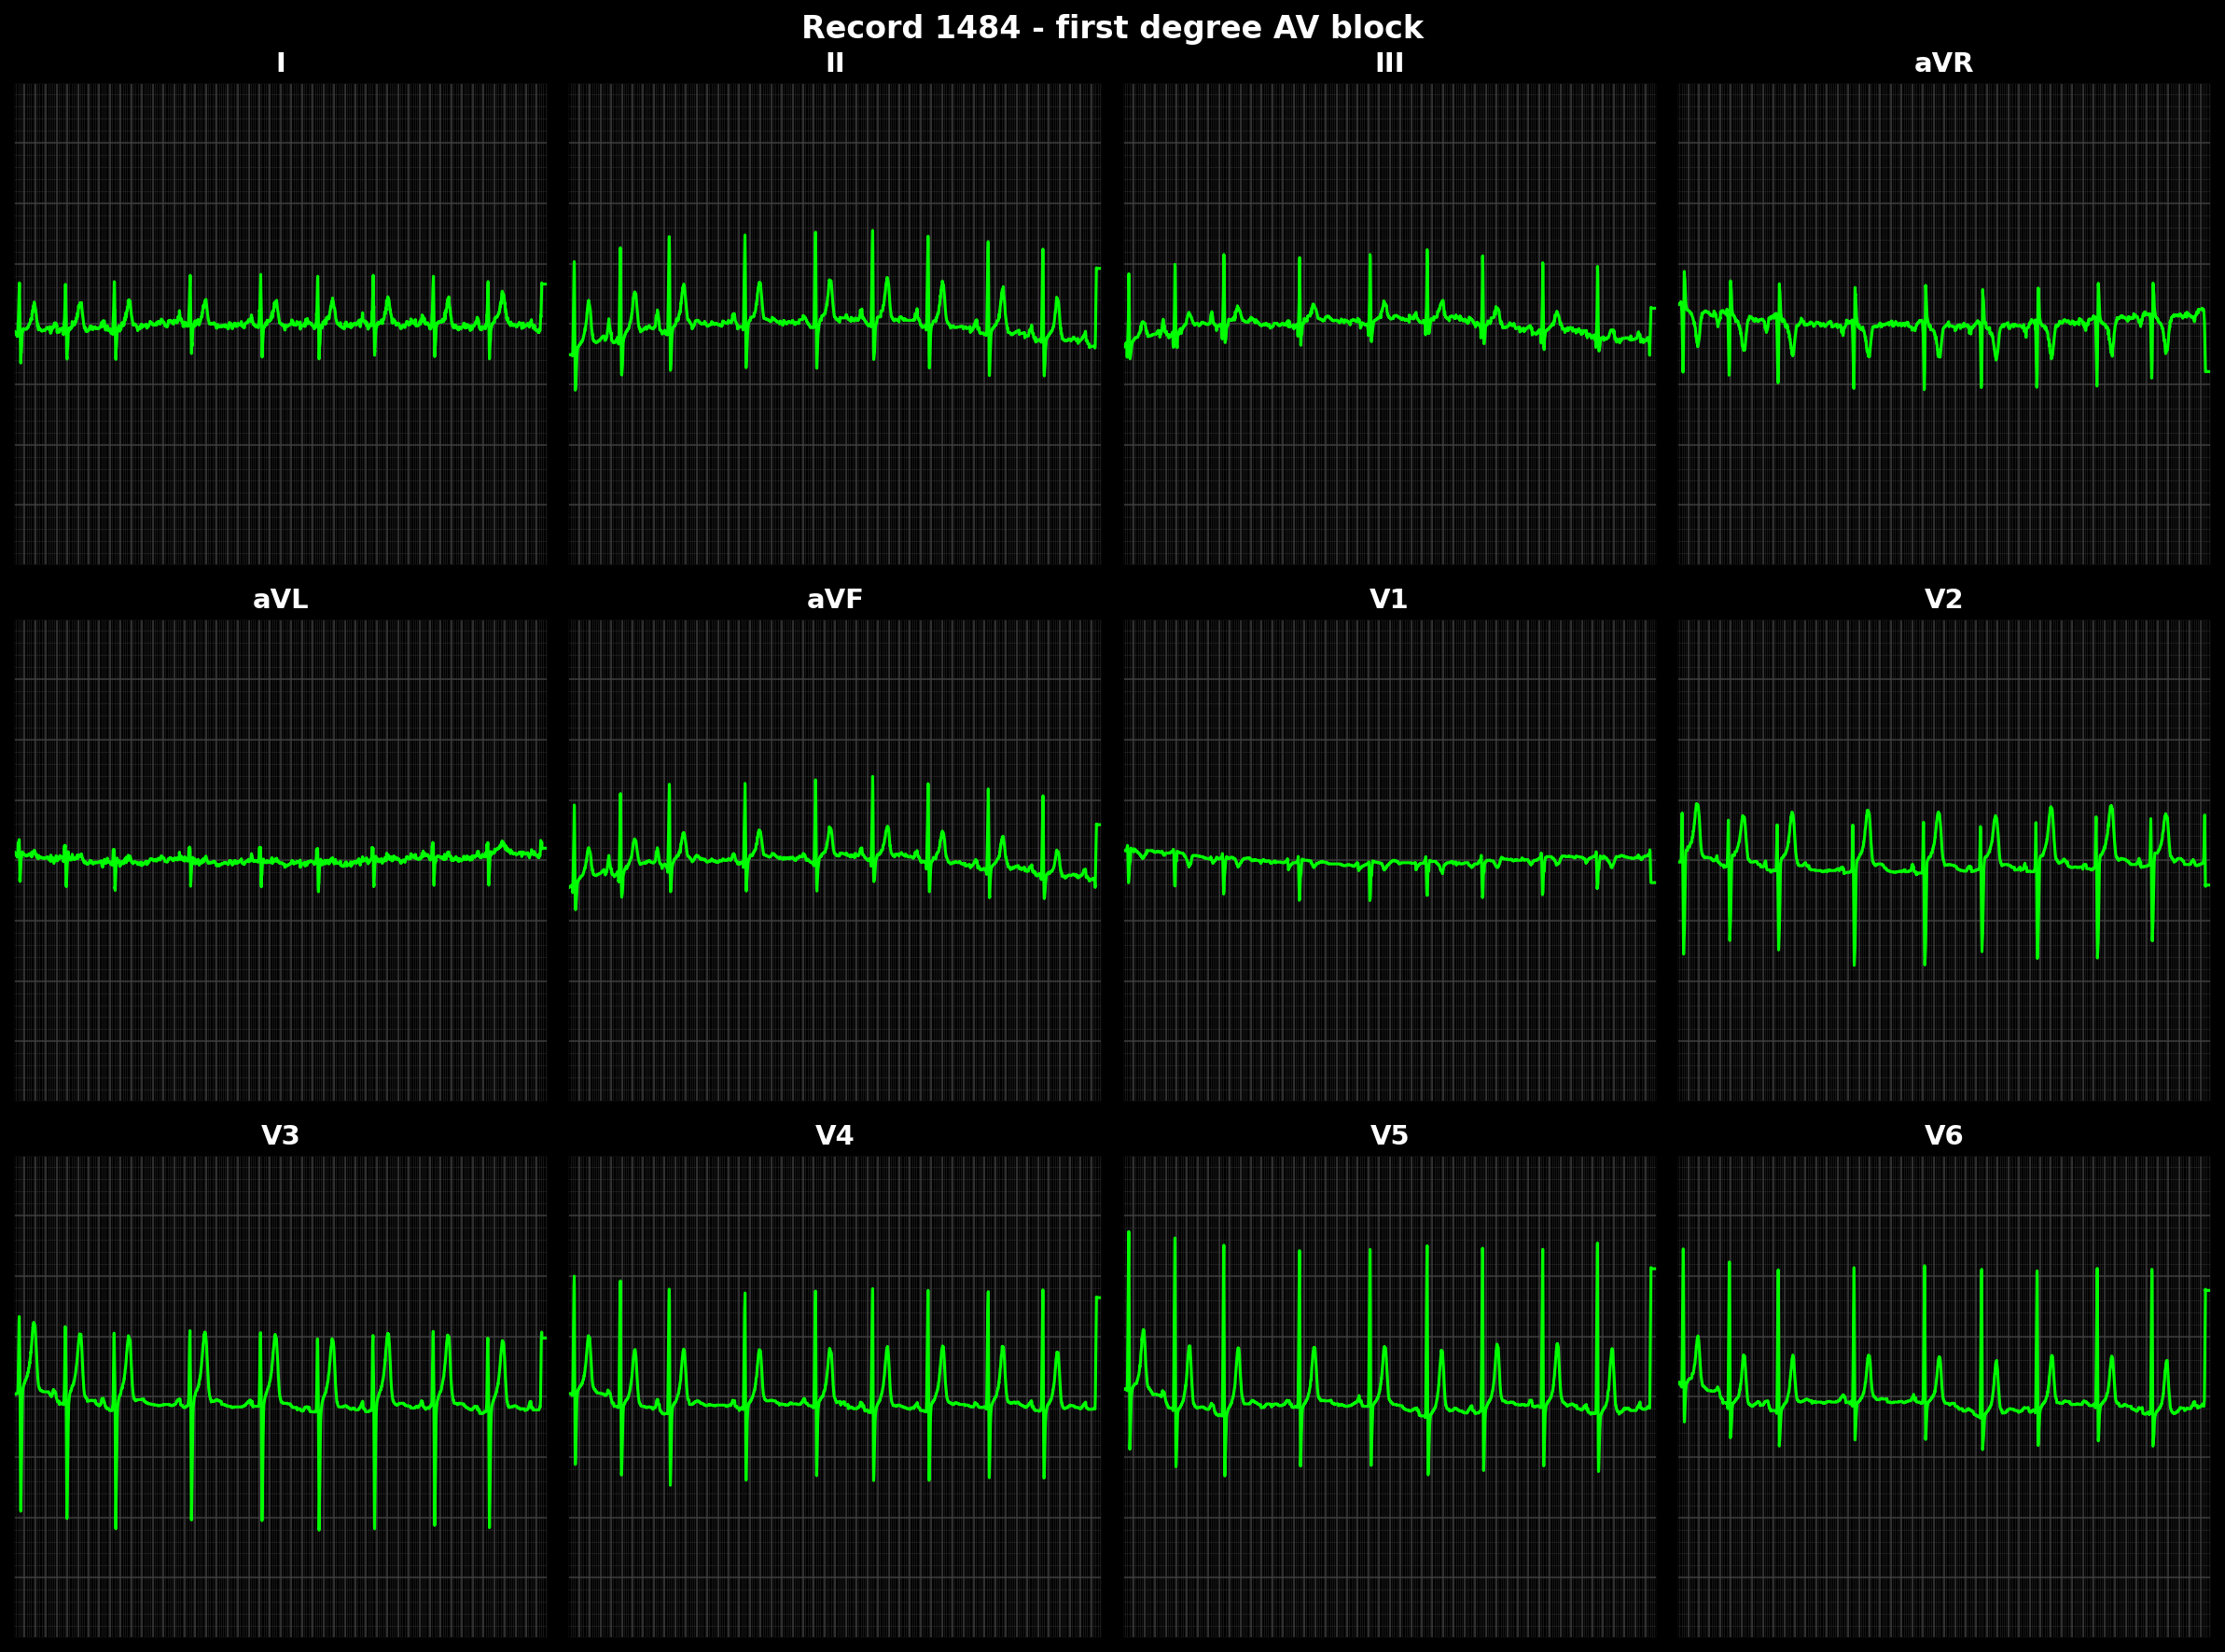 Record 1484 - first degree AV block
I
II
III
aVR
aVL
aVF
V1
V2
V3
V4
V5
V6